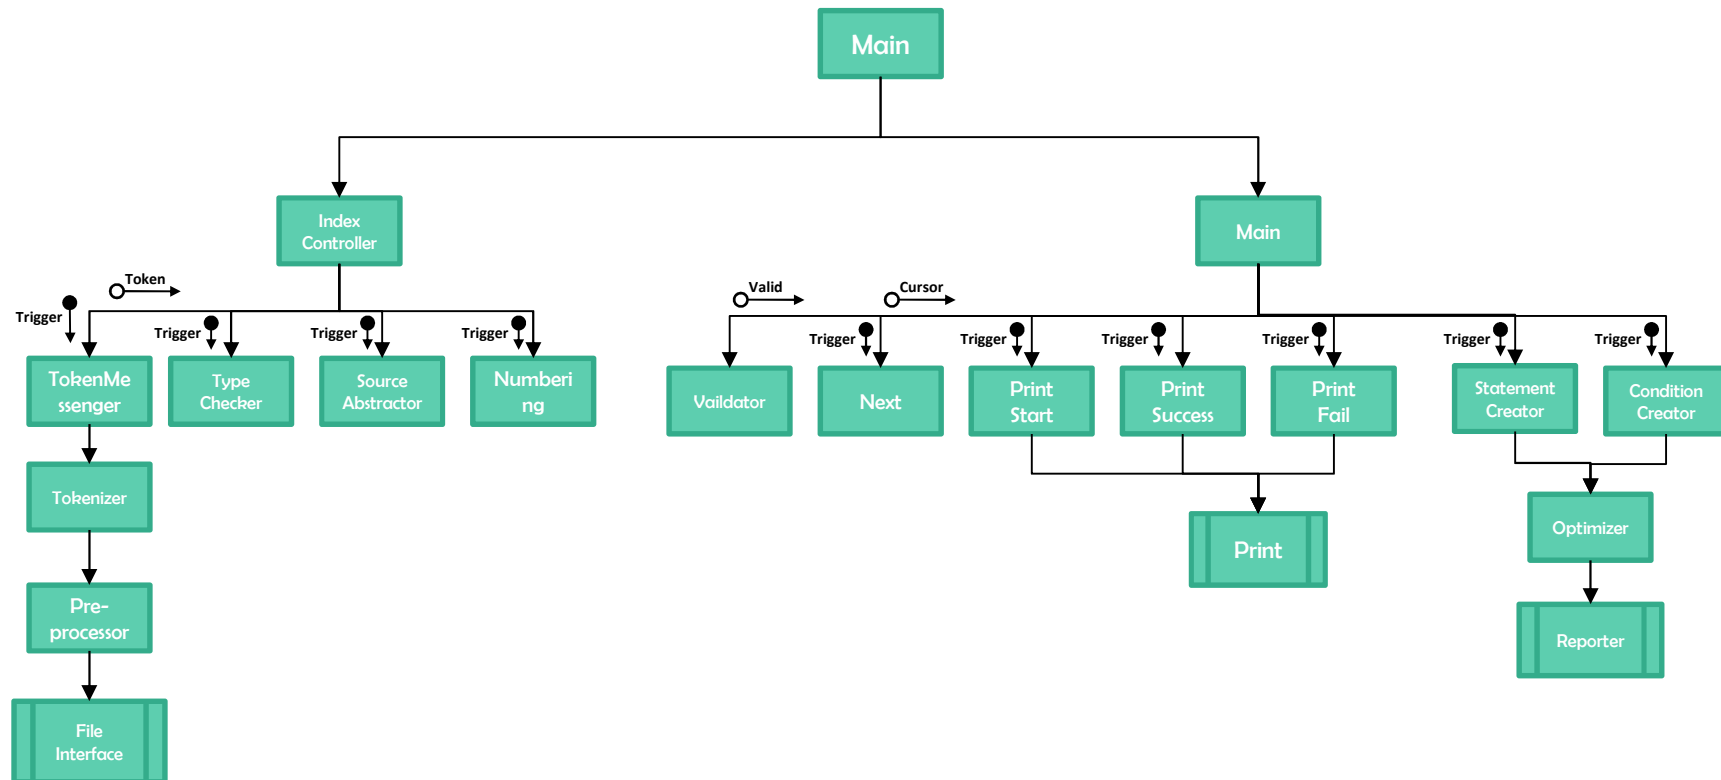 Main
Index
Controller
Main
Token
Valid
Cursor
Trigger
Trigger
Trigger
Trigger
Trigger
Trigger
Trigger
Trigger
Trigger
Trigger
TokenMe
ssenger
Type
Checker
Source
Abstractor
Numberi
ng
Vaildator
Next
Print
Start
Print
Success
Print
Fail
Statement
Creator
Condition
Creator
Tokenizer
Print
Optimizer
Pre-
processor
Reporter
File
Interface